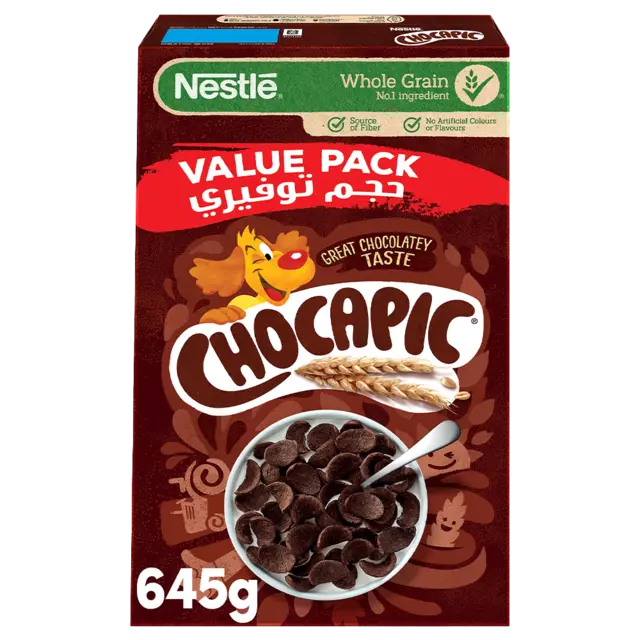 CHOCAPIC
Nestlé®
Whole Grain
No.1 ingredient
Source
of Fiber
No Artificial Colours
or Flavours
VALUE PACK
حجم توفيري
GREAT CHOCOLATEY
TASTE
CHOCAPIC®
645g